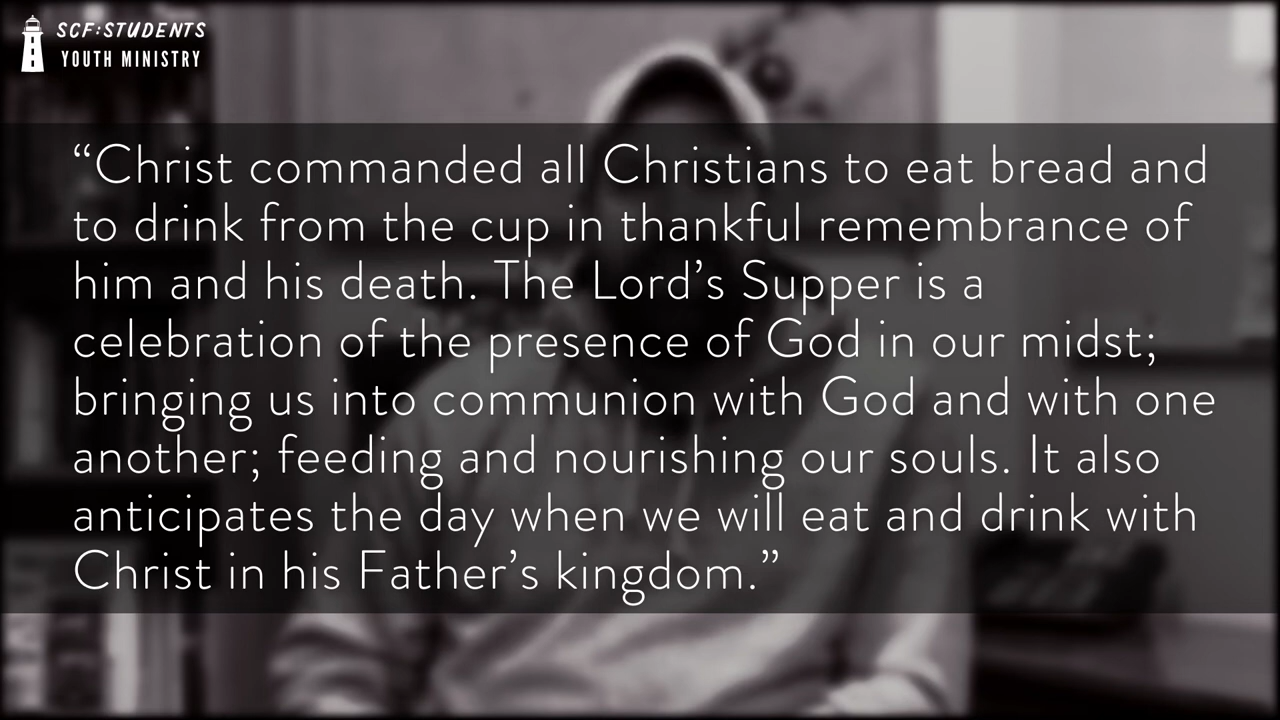 SCF:STUDENTS
YOUTH MINISTRY
“Christ commanded all Christians to eat bread and
to drink from the cup in thankful remembrance of
him and his death. The Lord’s Supper is a
celebration of the presence of God in our midst;
bringing us into communion with God and with one
another; feeding and nourishing our souls. It also
anticipates the day when we will eat and drink with
Christ in his Father’s kingdom.”